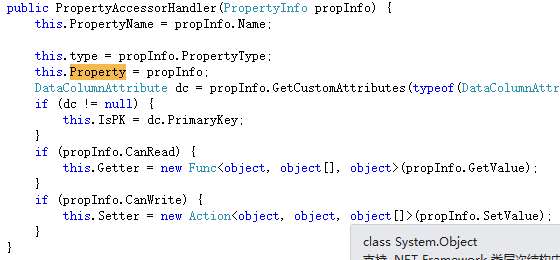 public PropertyAccessorHandler(PropertyInfo propInfo) {
this.PropertyName = propInfo.Name;
this.type = propInfo.PropertyType;
this.Property = propInfo;
DataColumnAttribute dc = propInfo.GetCustomAttributes(typeof(DataColumnAttr
if (dc != null) {
this.IsPK = dc.PrimaryKey;
}
if (propInfo.CanRead) {
this.Getter = new Func<object, object[], object>(propInfo.GetValue);
}
if (propInfo.CanWrite) {
this.Setter = new Action<object, object, object[]>(propInfo.SetValue);
}
}
class System.Object
支持 .NET Framework 类层次结构中